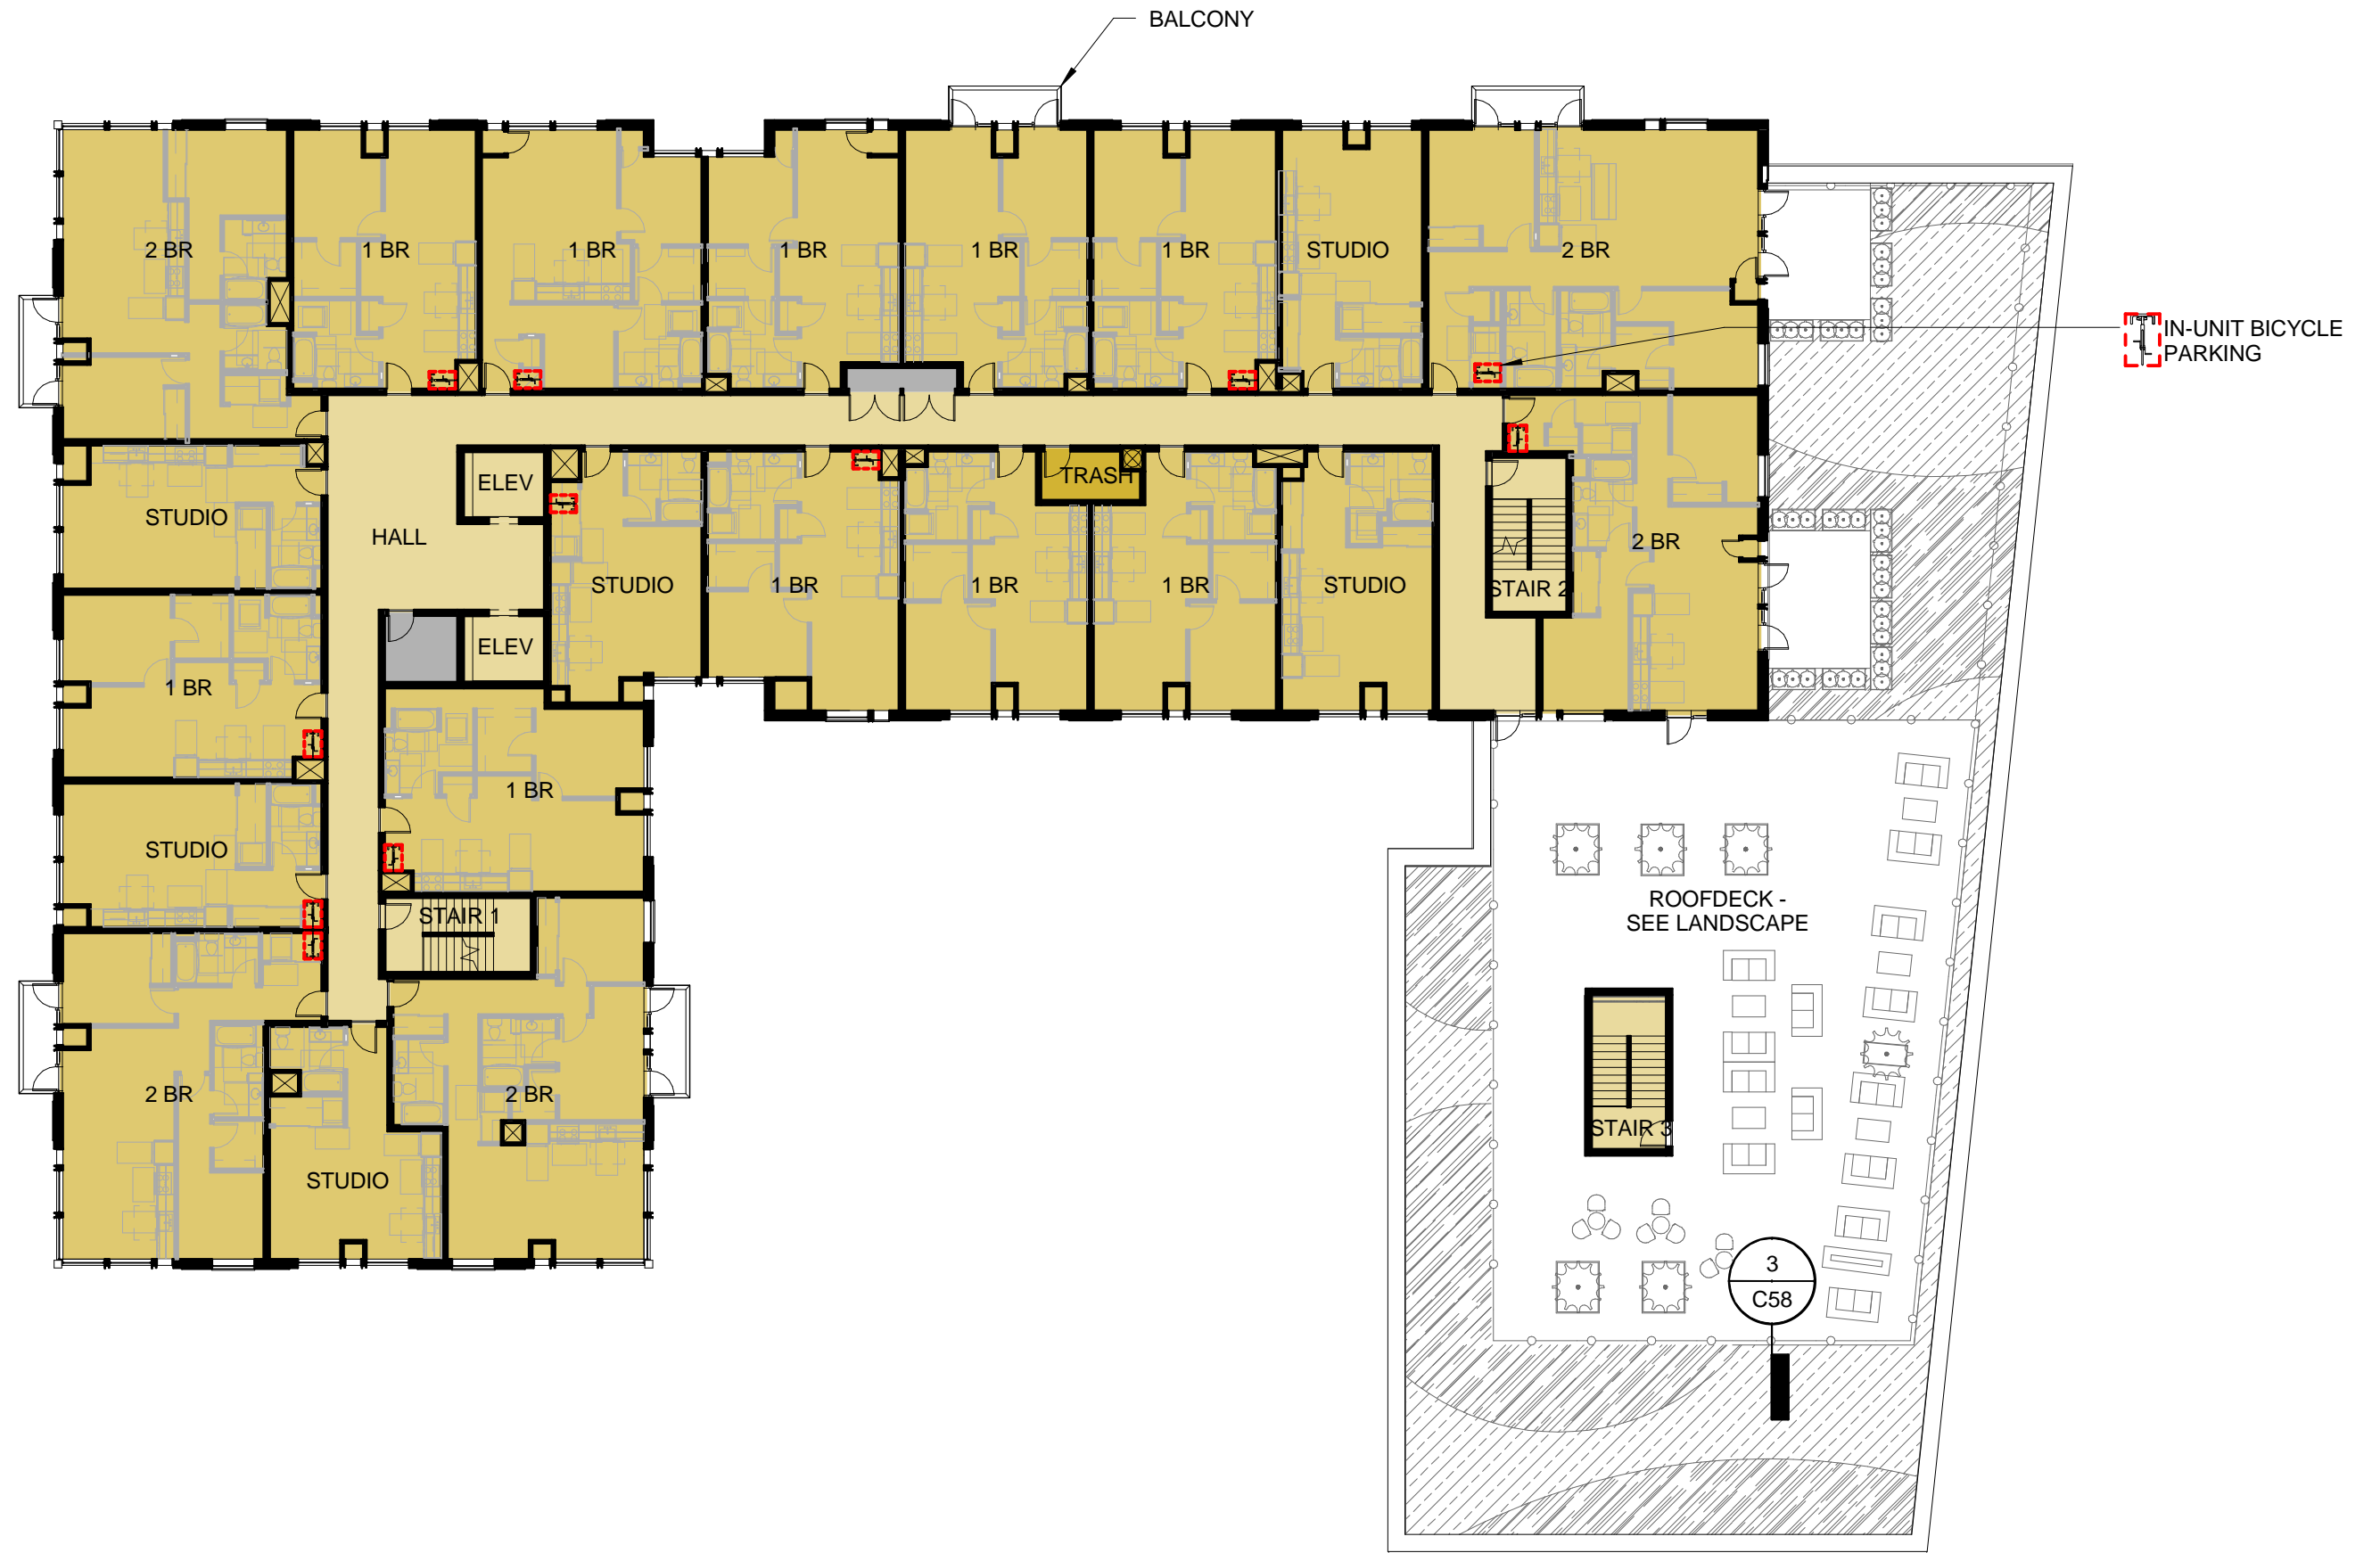 BALCONY
2 BR
1 BR
1 BR
1 BR
1 BR
1 BR
STUDIO
2 BR
IN-UNIT BICYCLE
PARKING
ELEV
TRASH
STUDIO
HALL
2 BR
STUDIO
1 BR
1 BR
1 BR
STUDIO
STAIR 2
ELEV
1 BR
1 BR
STUDIO
ROOFDECK -
SEE LANDSCAPE
STAIR 1
2 BR
2 BR
STAIR 3
STUDIO
3
C58